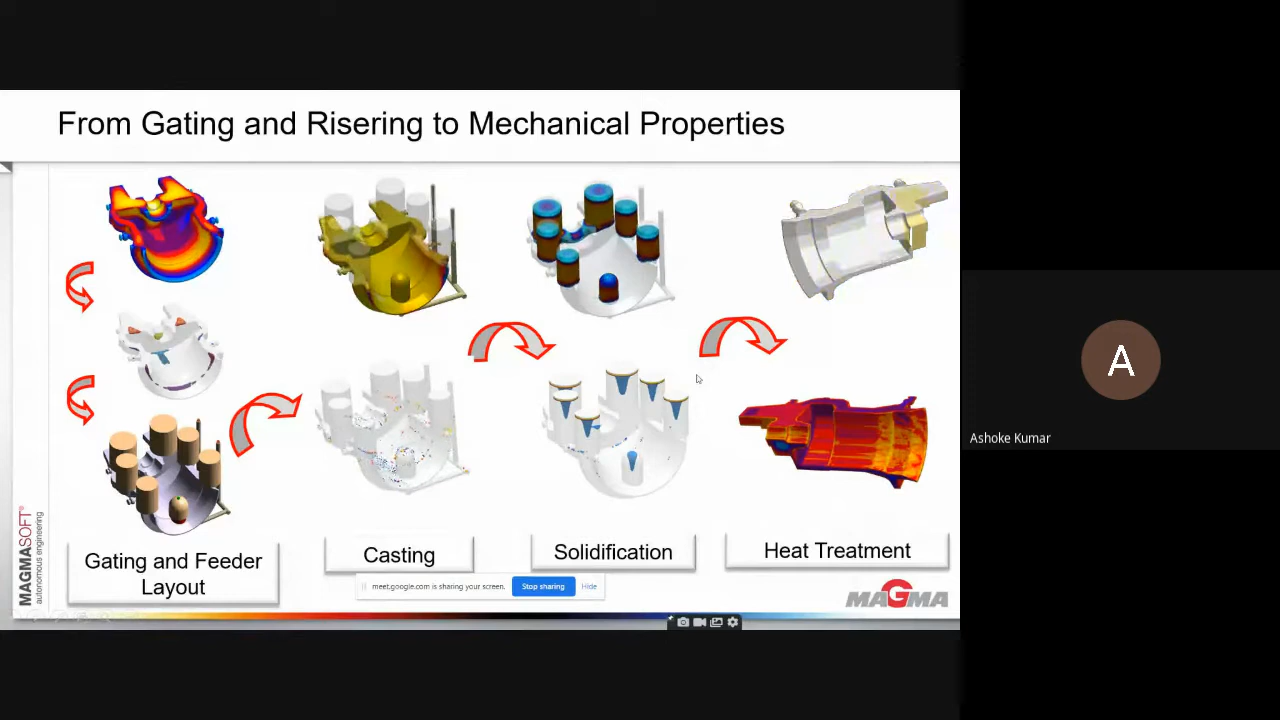 From Gating and Risering to Mechanical Properties
Gating and Feeder
Layout
Casting
Solidification
Heat Treatment
meet.google.com is sharing your screen.
Stop sharing
Hide
MAGMASOFT®
autonomous engineering
MAGMA
A
Ashoke Kumar